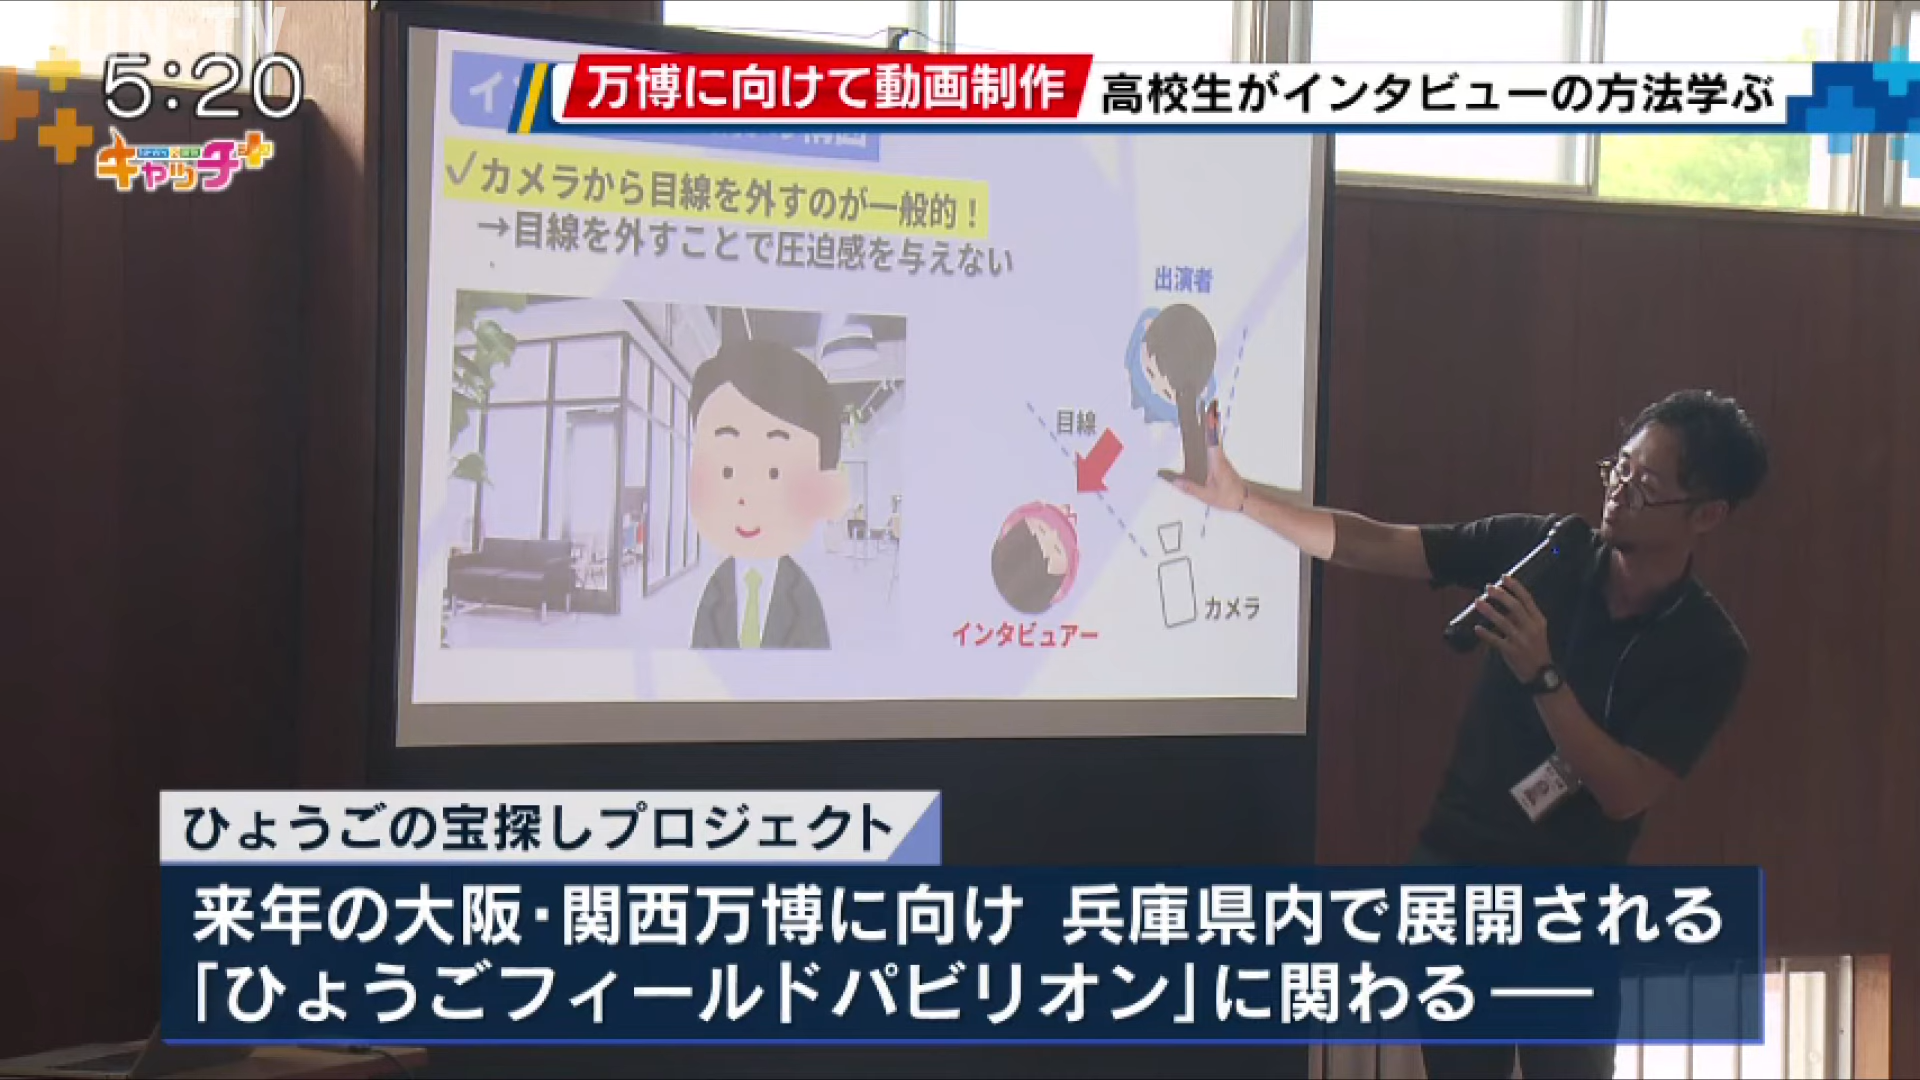 SUN-TV
5:20
キャッチ+
万博に向けて動画制作 高校生がインタビューの方法学ぶ
✓カメラから目線を外すのが一般的！
→目線を外すことで圧迫感を与えない
出演者
目線
カメラ
インタビュアー
ひょうごの宝探しプロジェクト
来年の大阪・関西万博に向け 兵庫県内で展開される
「ひょうごフィールドパビリオン」に関わる──